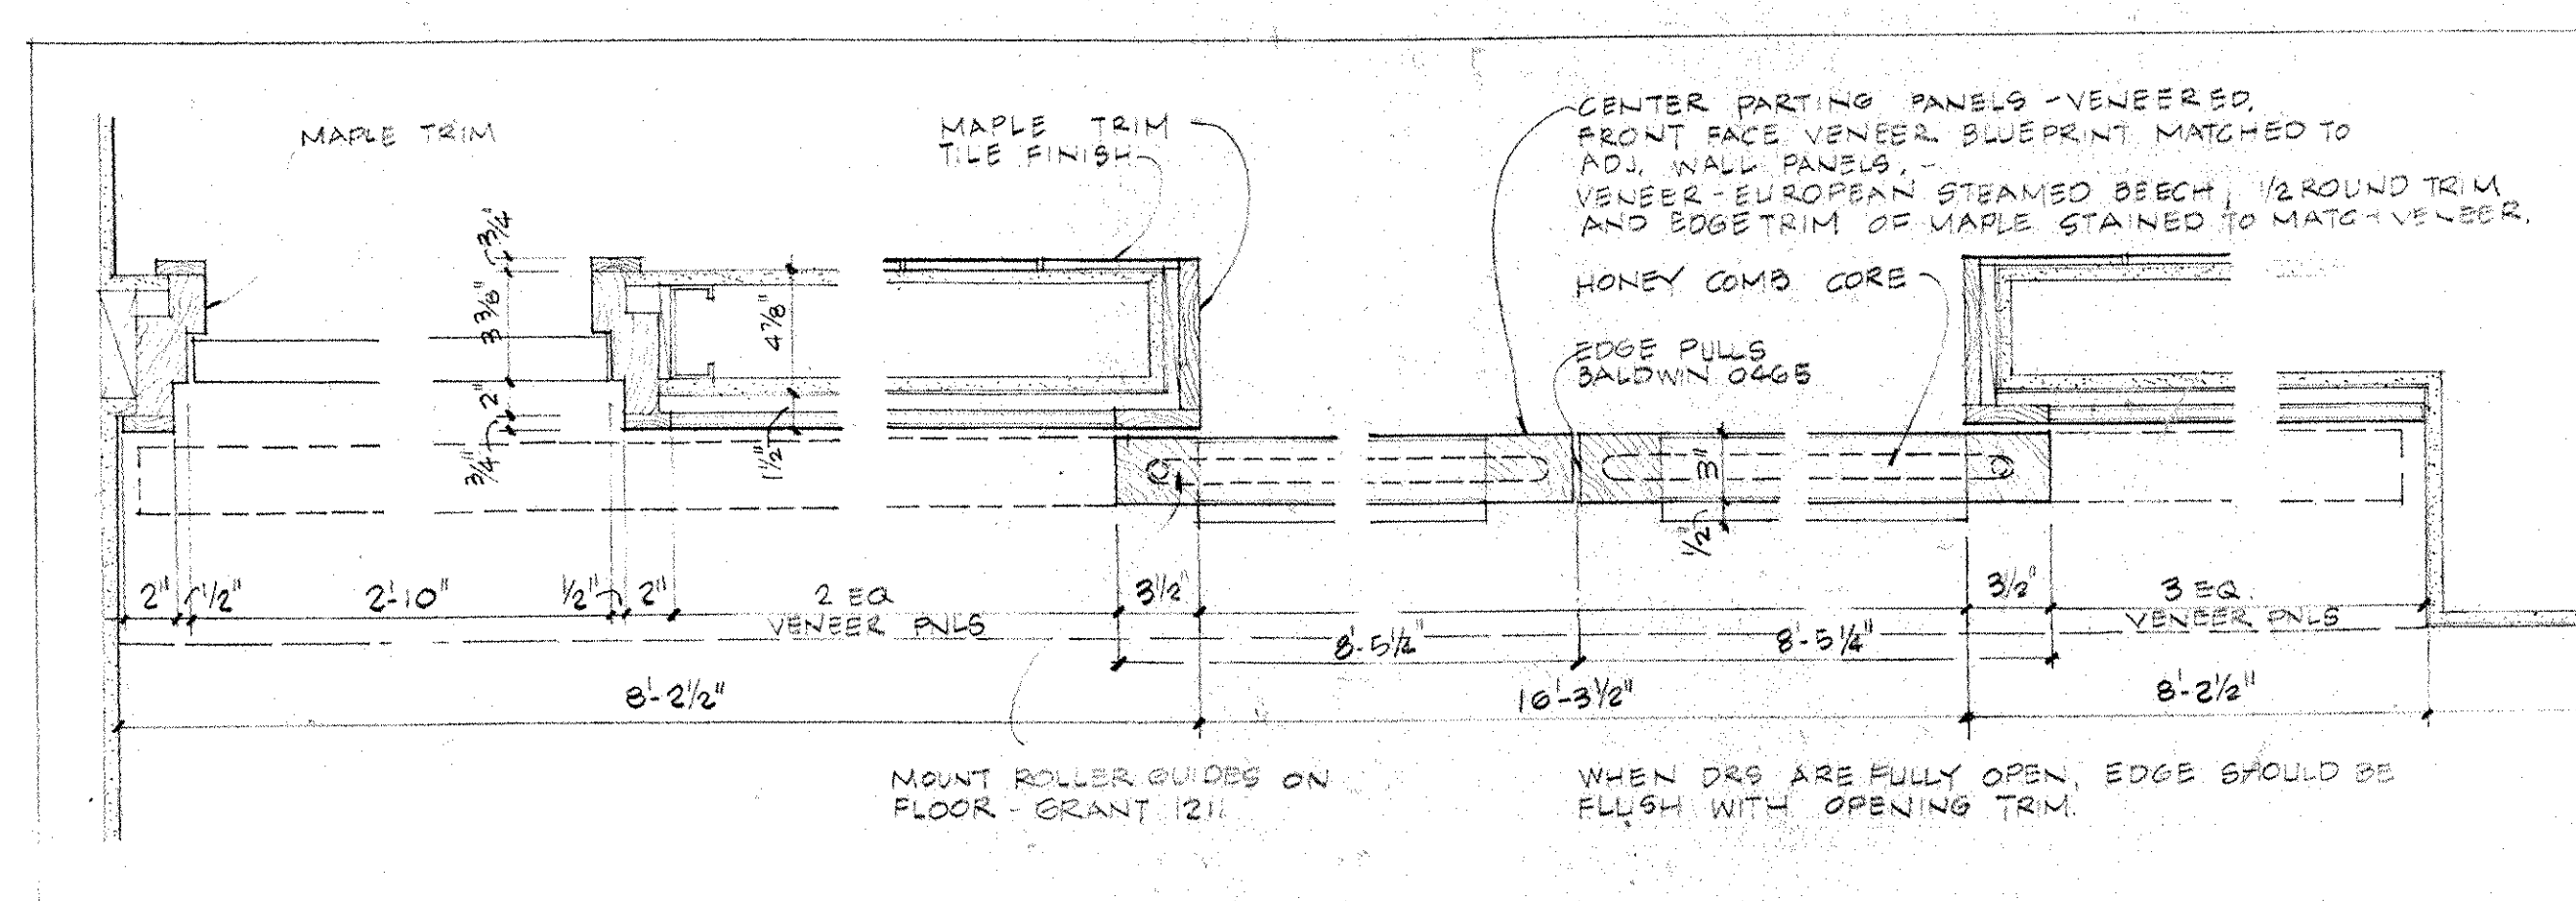 MAPLE TRIM
MAPLE TRIM
TILE FINISH
CENTER PARTING PANELS - VENEERED.
FRONT FACE VENEER BLUEPRINT MATCHED TO
ADJ. WALL PANELS. -
VENEER - EUROPEAN STEAMED BEECH, 1/2 ROUND TRIM
AND EDGE TRIM OF MAPLE STAINED TO MATCH VENEER.
HONEY COMB CORE
EDGE PULLS
BALDWIN 0465
3/4"
3 3/8"
2"
3/4"
4 7/8"
1 1/2"
3"
1/2"
2" 1/2" 2'-10" 1/2" 2" 2 EQ 3 1/2" 3 1/2" 3 EQ.
VENEER PNLS VENEER PNLS
8'-5 1/2" 8'-5 1/4"
8'-2 1/2" 16'-3 1/2" 8'-2 1/2"
MOUNT ROLLER GUIDES ON
FLOOR - GRANT 1211
WHEN DRS ARE FULLY OPEN, EDGE SHOULD BE
FLUSH WITH OPENING TRIM.